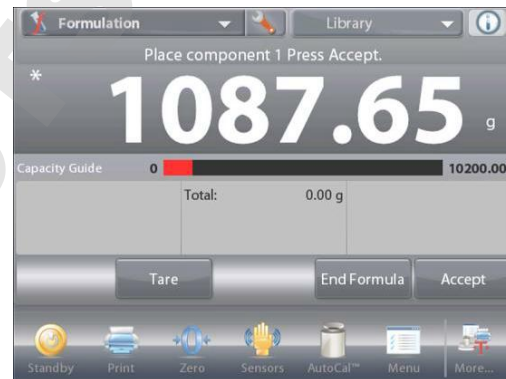 Formulation
Library
Place component 1 Press Accept.
* 1087.65 g
Capacity Guide 0 10200.00
Total: 0.00 g
Tare
End Formula
Accept
Standby Print Zero Sensors AutoCal™ Menu More...